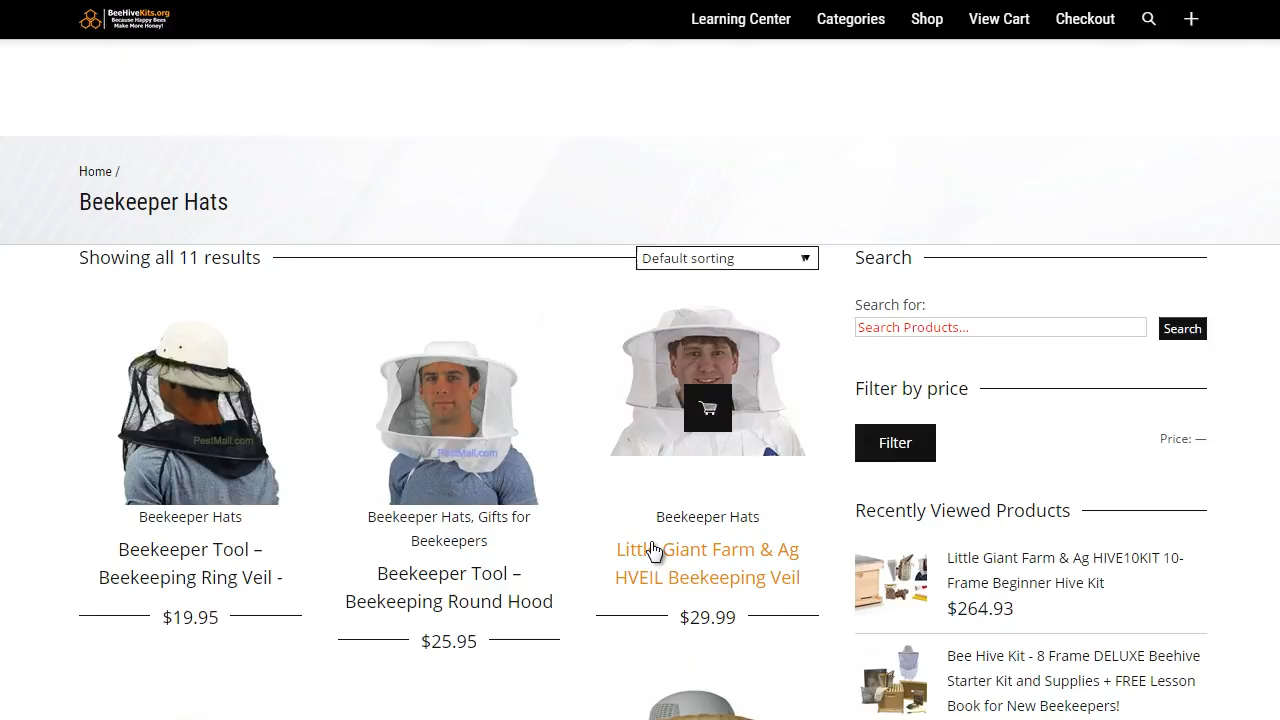 BeeHiveKits.org
Because Happy Bees
Make More Honey!
Learning Center
Categories
Shop
View Cart
Checkout
Home /
Beekeeper Hats
Showing all 11 results
Default sorting
PestMall.com
PestMall.com
Beekeeper Hats
Beekeeper Tool –
Beekeeping Ring Veil -
$19.95
Beekeeper Hats, Gifts for
Beekeepers
Beekeeper Tool –
Beekeeping Round Hood
$25.95
Beekeeper Hats
Little Giant Farm & Ag
HVEIL Beekeeping Veil
$29.99
Search
Search for:
Search Products...
Search
Filter by price
Filter
Price: —
Recently Viewed Products
Little Giant Farm & Ag HIVE10KIT 10-
Frame Beginner Hive Kit
$264.93
Bee Hive Kit - 8 Frame DELUXE Beehive
Starter Kit and Supplies + FREE Lesson
Book for New Beekeepers!